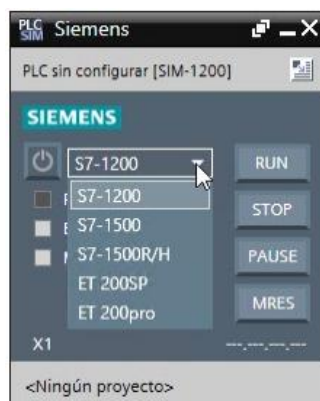 PLC SIM Siemens
PLC sin configurar [SIM-1200]
SIEMENS
S7-1200 RUN
S7-1200
S7-1500
STOP
S7-1500R/H PAUSE
ET 200SP
ET 200pro
MRES
X1 ---.---.---.---
<Ningún proyecto>